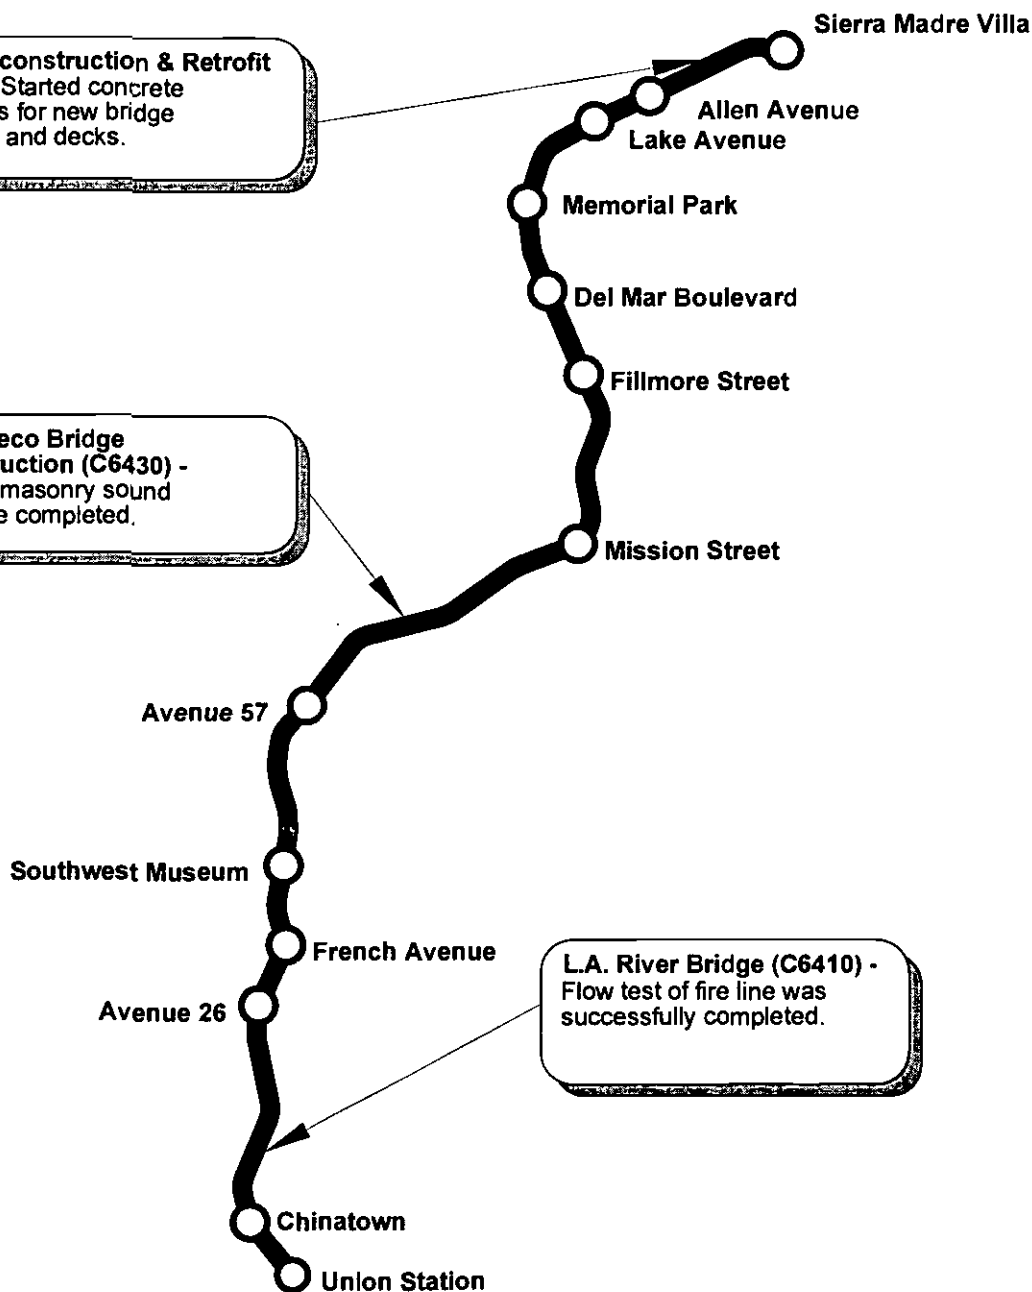 Sierra Madre Villa
construction & Retrofit
Started concrete
for new bridge
and decks.
Allen Avenue
Lake Avenue
Memorial Park
Del Mar Boulevard
Fillmore Street
Bridge
(C6430) -
masonry sound
completed.
Mission Street
Avenue 57
Southwest Museum
French Avenue
Avenue 26
L.A. River Bridge (C6410) -
Flow test of fire line was
successfully completed.
Chinatown
Union Station